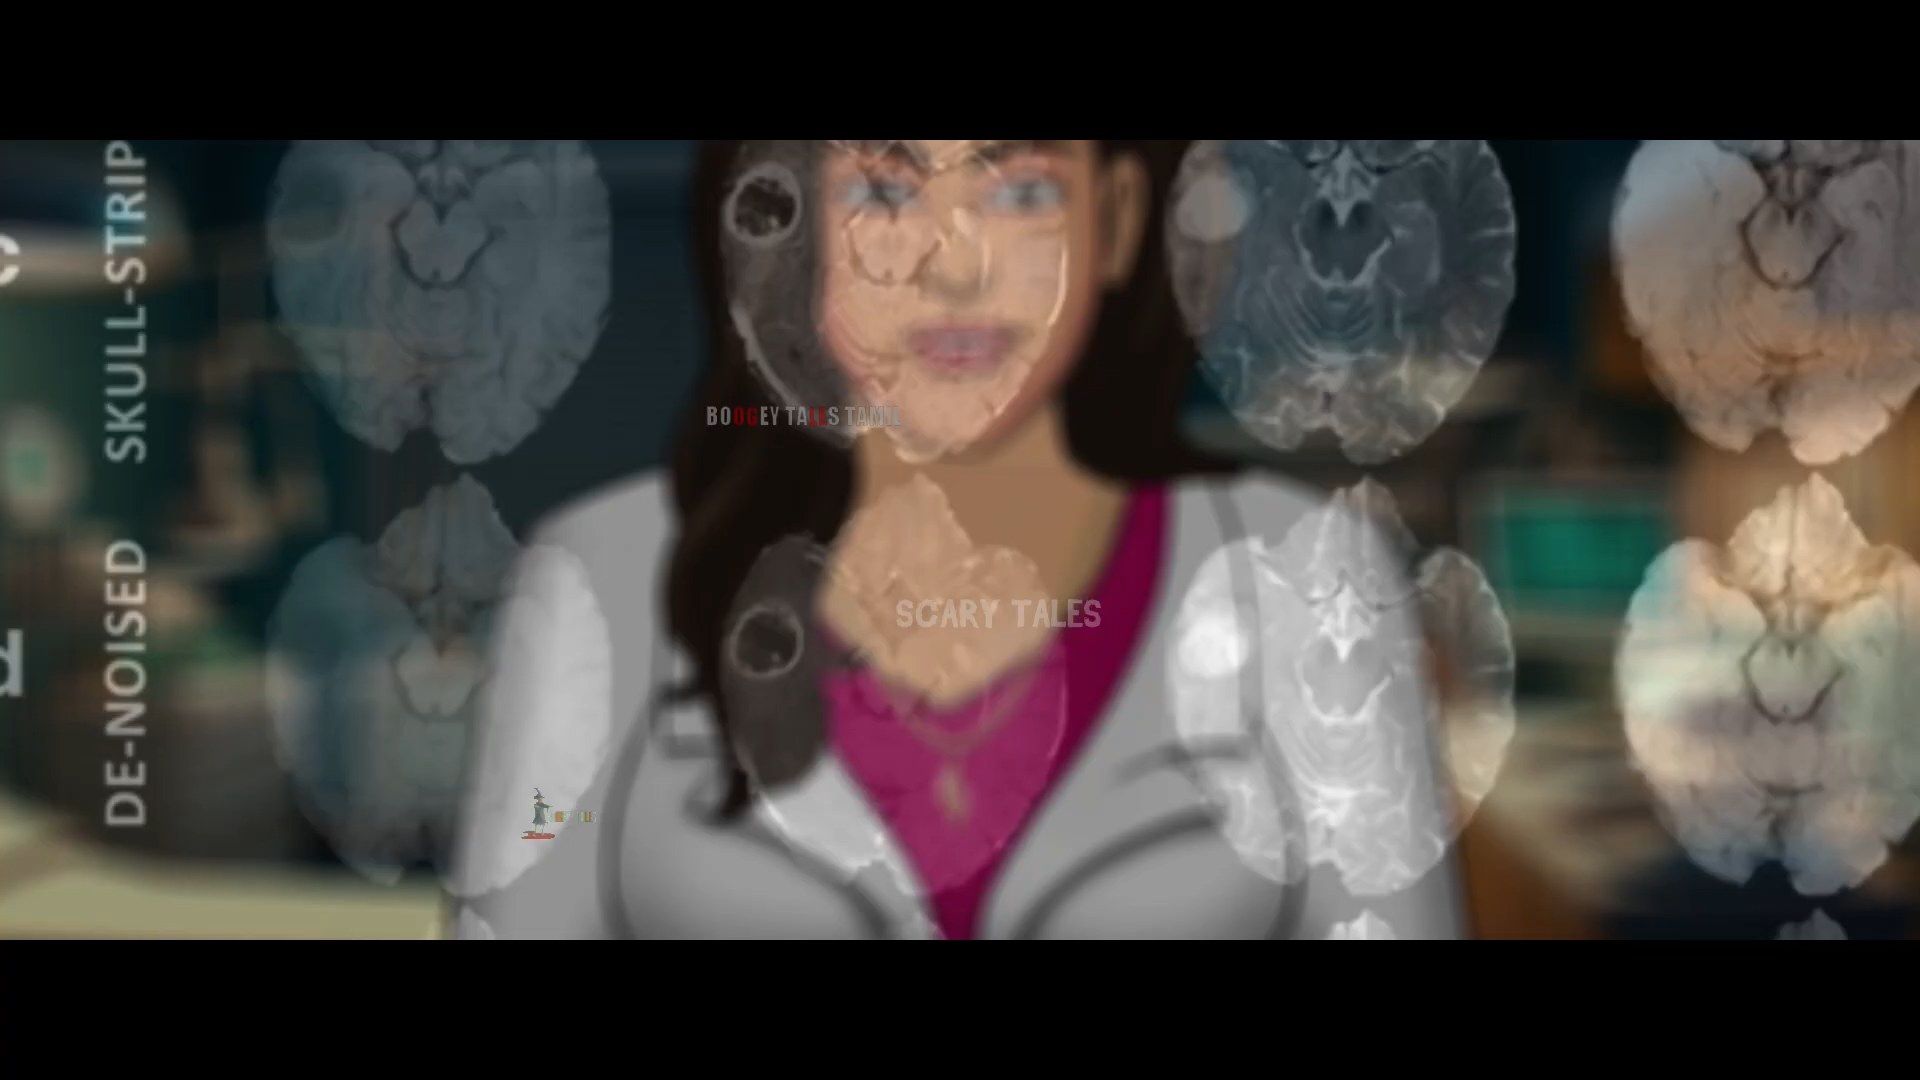 SKULL-STRIP
DE-NOISED
BOOGEY TALES TAMIL
SCARY TALES
d